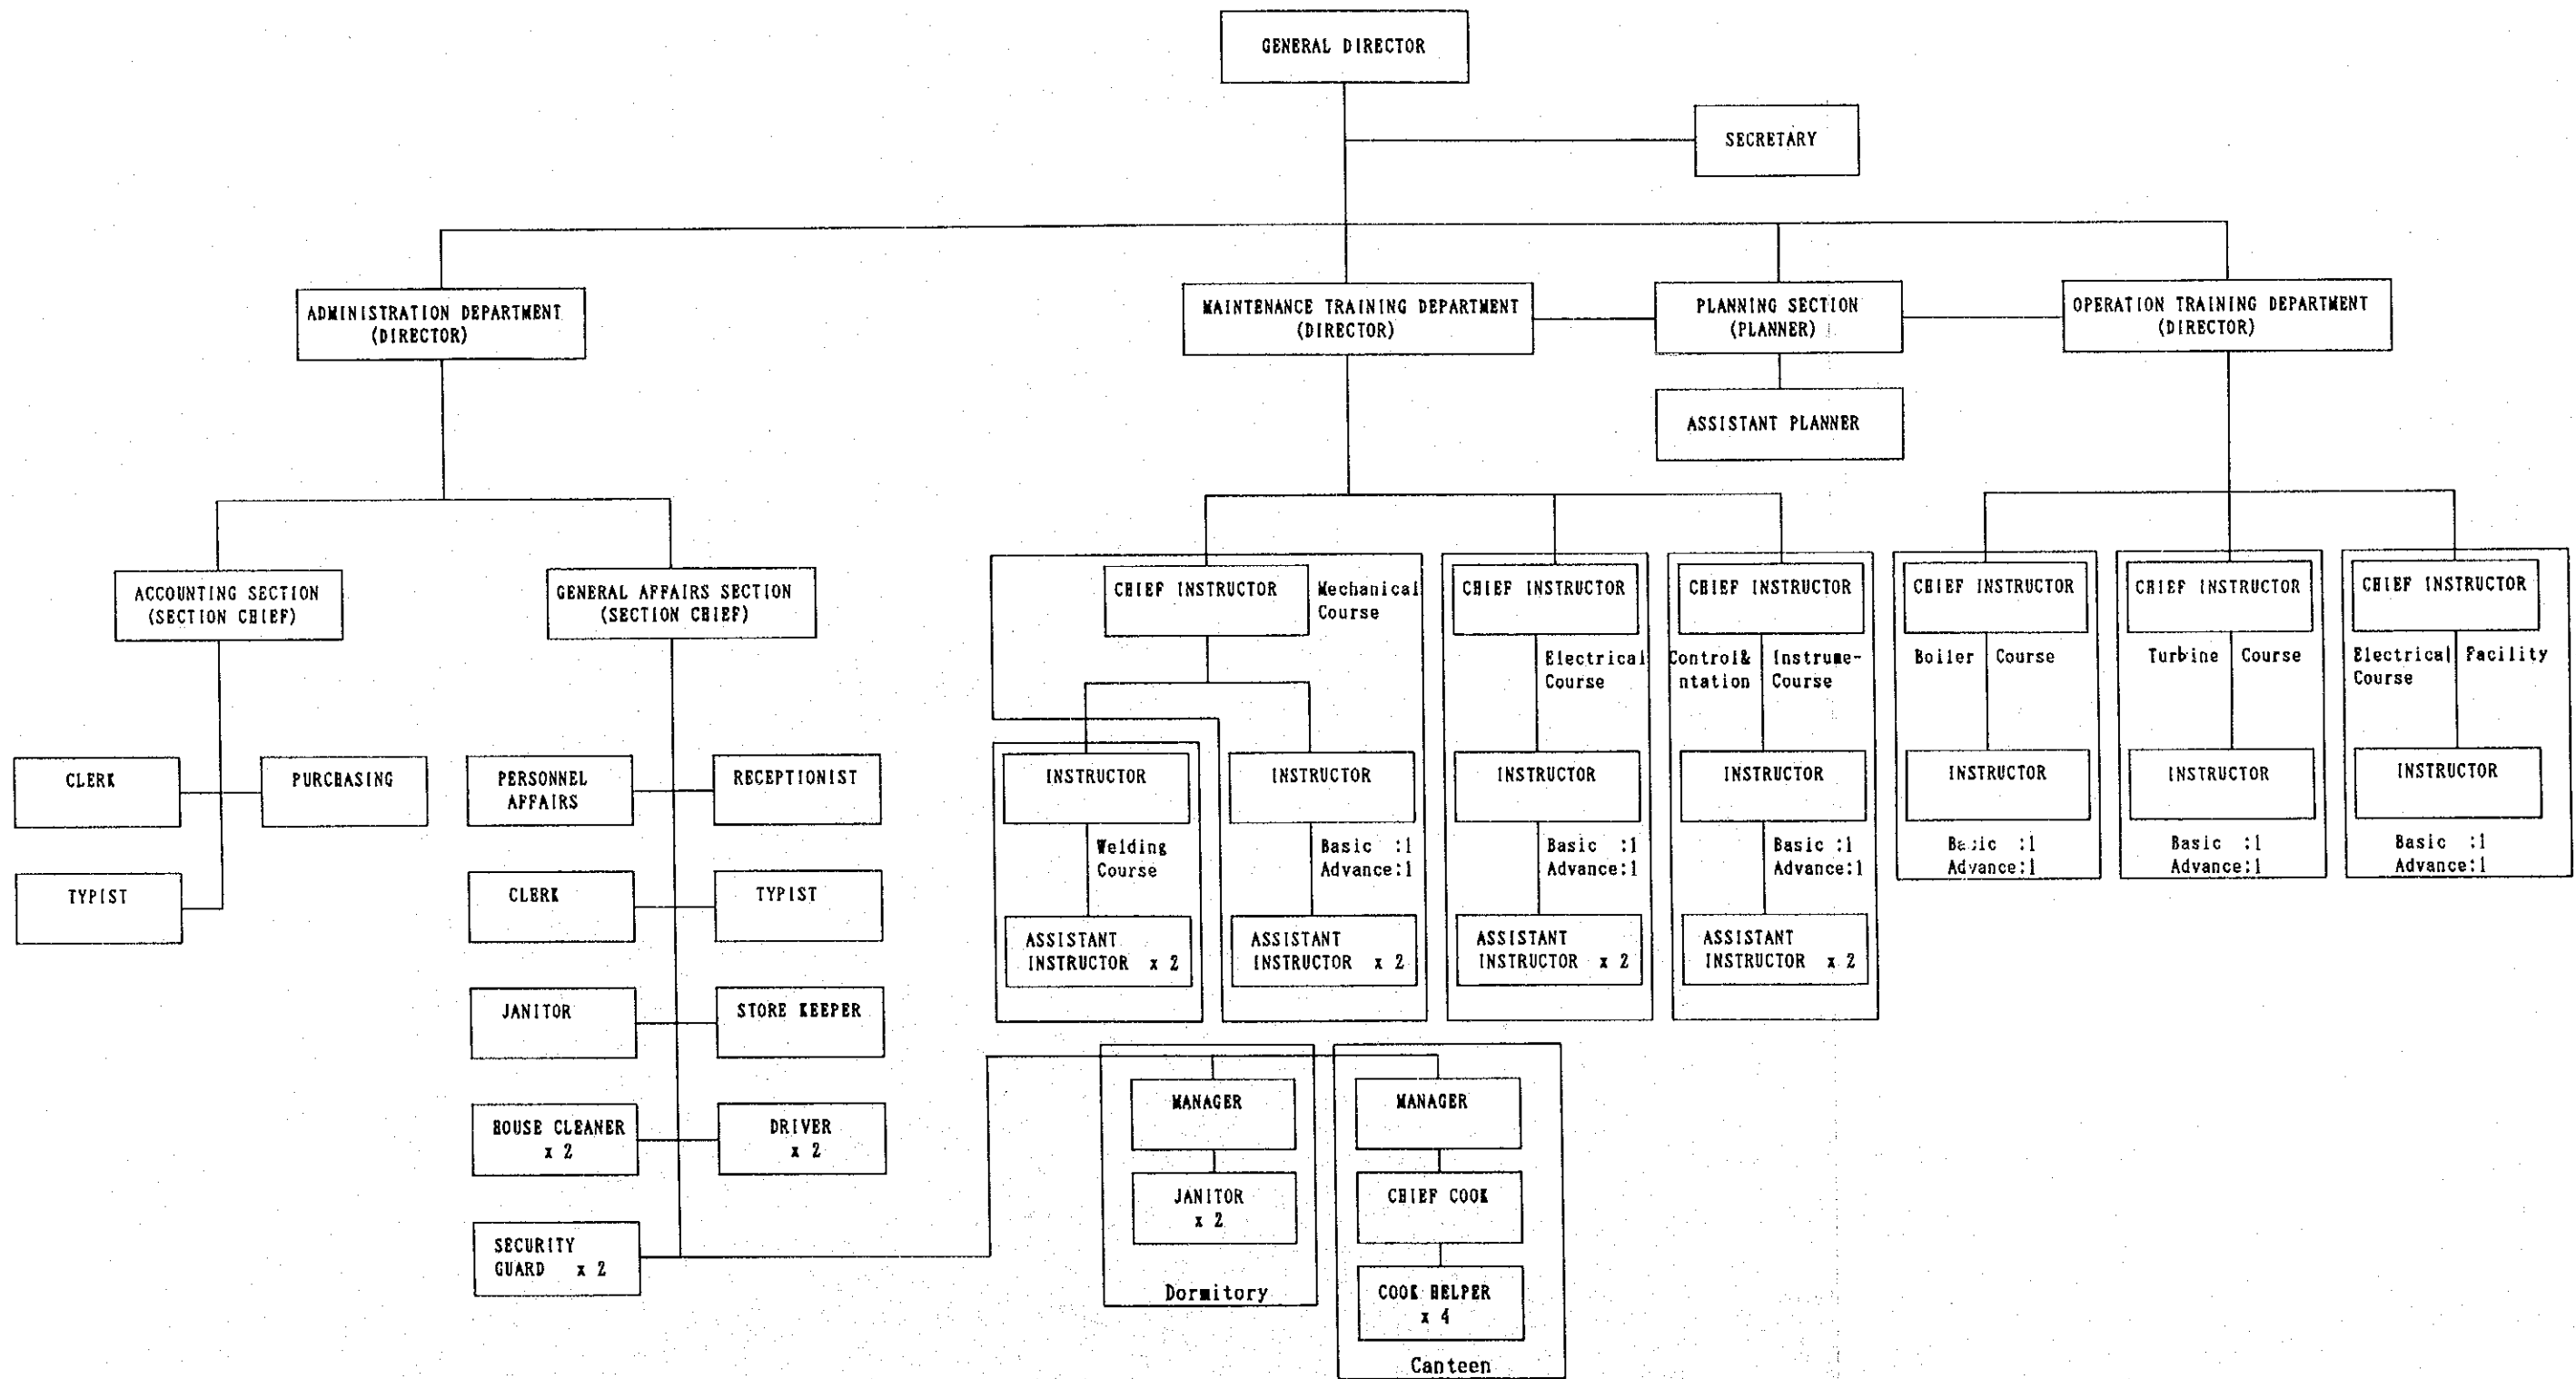 GENERAL DIRECTOR
SECRETARY
ADMINISTRATION DEPARTMENT
(DIRECTOR)
MAINTENANCE TRAINING DEPARTMENT
(DIRECTOR)
PLANNING SECTION
(PLANNER)
OPERATION TRAINING DEPARTMENT
(DIRECTOR)
ASSISTANT PLANNER
ACCOUNTING SECTION
(SECTION CHIEF)
GENERAL AFFAIRS SECTION
(SECTION CHIEF)
CHIEF INSTRUCTOR
Mechanical
Course
CHIEF INSTRUCTOR
Electrical
Course
CHIEF INSTRUCTOR
Control& Instrume-
ntation Course
CHIEF INSTRUCTOR
Boiler Course
CHIEF INSTRUCTOR
Turbine Course
CHIEF INSTRUCTOR
Electrical Facility
Course
CLERK
PURCHASING
TYPIST
PERSONNEL
AFFAIRS
RECEPTIONIST
CLERK
TYPIST
JANITOR
STORE KEEPER
HOUSE CLEANER
x 2
DRIVER
x 2
SECURITY
GUARD x 2
INSTRUCTOR
Welding
Course
ASSISTANT
INSTRUCTOR x 2
INSTRUCTOR
Basic :1
Advance:1
ASSISTANT
INSTRUCTOR x 2
INSTRUCTOR
Basic :1
Advance:1
ASSISTANT
INSTRUCTOR x 2
INSTRUCTOR
Basic :1
Advance:1
ASSISTANT
INSTRUCTOR x 2
INSTRUCTOR
Basic :1
Advance:1
INSTRUCTOR
Basic :1
Advance:1
INSTRUCTOR
Basic :1
Advance:1
MANAGER
JANITOR
x 2
Dormitory
MANAGER
CHIEF COOK
COOK HELPER
x 4
Canteen